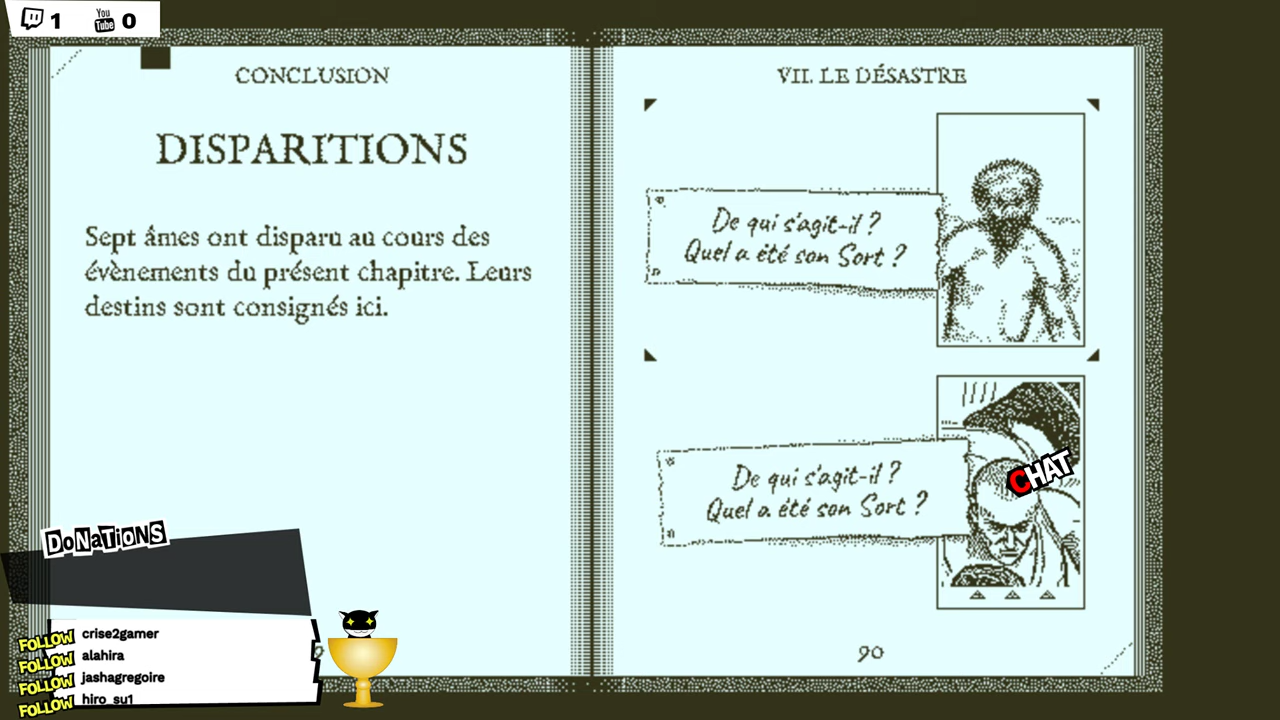 1
You
Tube
0
CONCLUSION
DISPARITIONS
Sept âmes ont disparu au cours des
évènements du présent chapitre. Leurs
destins sont consignés ici.
VII. LE DÉSASTRE
De qui s'agit-il ?
Quel a été son Sort ?
CHAT
De qui s'agit-il ?
Quel a été son Sort ?
90
DoNaTioNS
FOLLOW crise2gamer
FOLLOW alahira
FOLLOW jashagregoire
FOLLOW hiro_su1